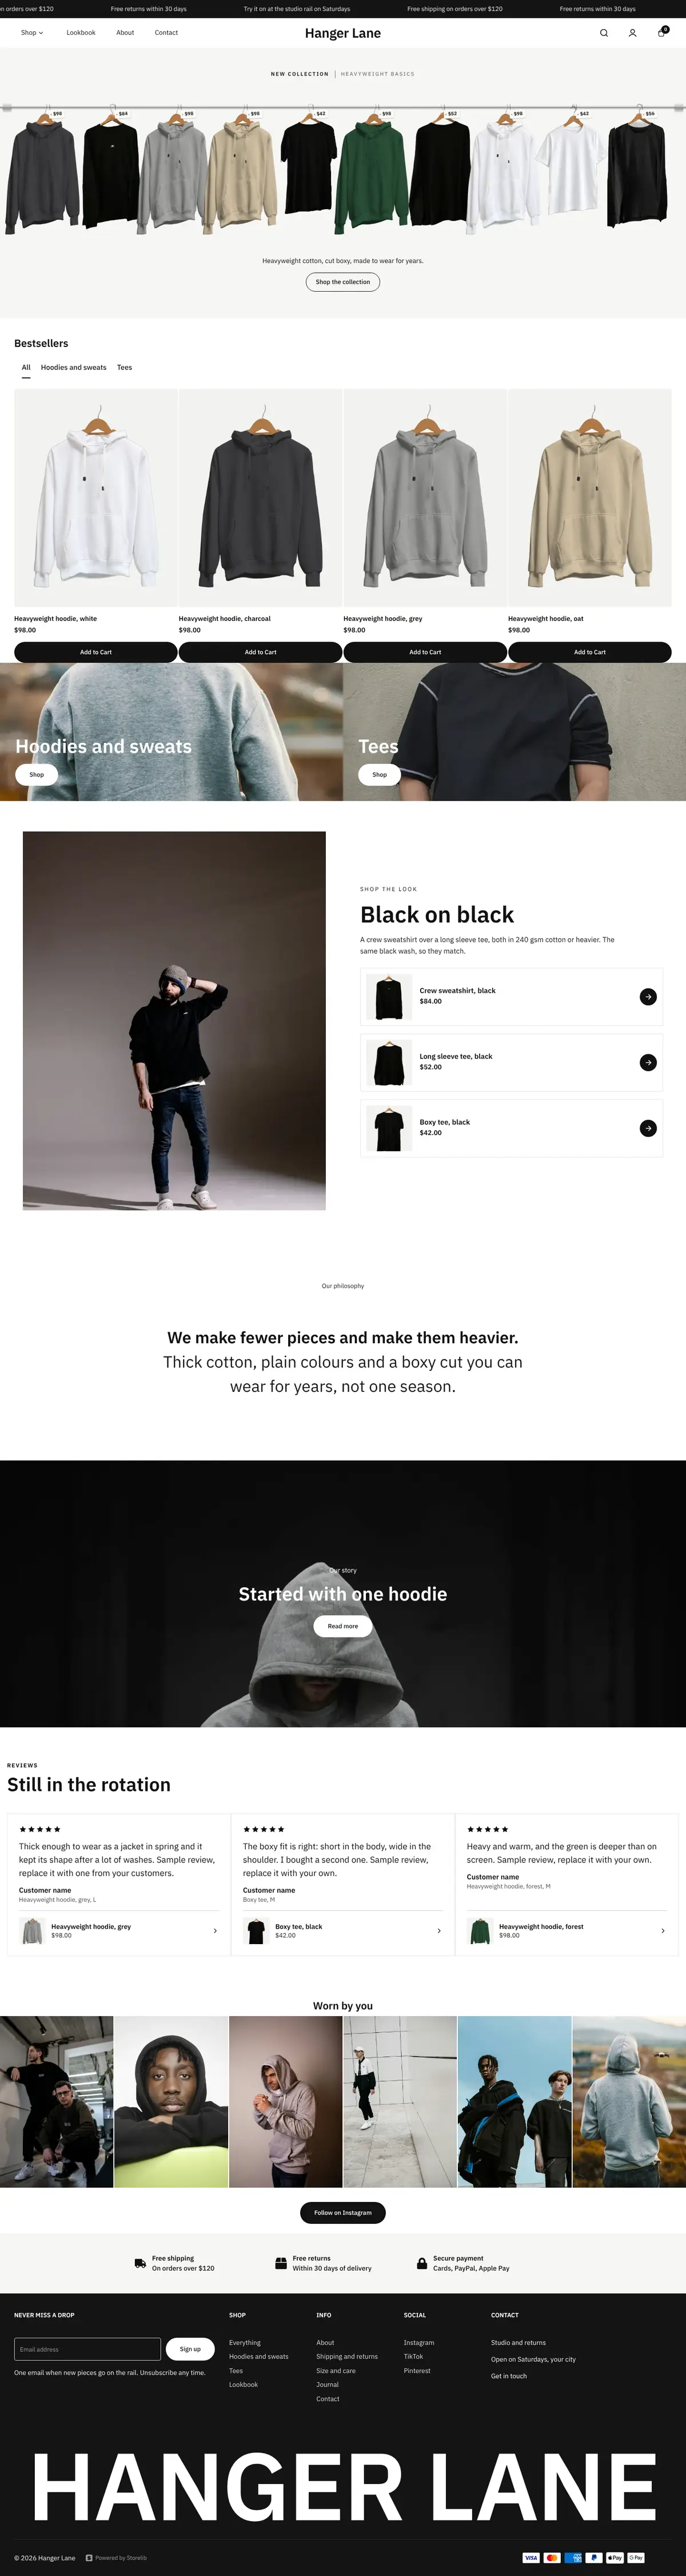 n orders over $120
Free returns within 30 days
Try it on at the studio rail on Saturdays
Free shipping on orders over $120
Free returns within 30 days
Shop
Lookbook
About
Contact
Hanger Lane
0
NEW COLLECTION | HEAVYWEIGHT BASICS
$98
$84
$98
$98
$42
$98
$52
$98
$42
$56
Heavyweight cotton, cut boxy, made to wear for years.
Shop the collection
Bestsellers
All
Hoodies and sweats
Tees
Heavyweight hoodie, white
$98.00
Add to Cart
Heavyweight hoodie, charcoal
$98.00
Add to Cart
Heavyweight hoodie, grey
$98.00
Add to Cart
Heavyweight hoodie, oat
$98.00
Add to Cart
Hoodies and sweats
Shop
Tees
Shop
SHOP THE LOOK
Black on black
A crew sweatshirt over a long sleeve tee, both in 240 gsm cotton or heavier. The
same black wash, so they match.
Crew sweatshirt, black
$84.00
Long sleeve tee, black
$52.00
Boxy tee, black
$42.00
Our philosophy
We make fewer pieces and make them heavier.
Thick cotton, plain colours and a boxy cut you can
wear for years, not one season.
Our story
Started with one hoodie
Read more
REVIEWS
Still in the rotation
Thick enough to wear as a jacket in spring and it
kept its shape after a lot of washes. Sample review,
replace it with one from your customers.
Customer name
Heavyweight hoodie, grey, L
Heavyweight hoodie, grey
$98.00
The boxy fit is right: short in the body, wide in the
shoulder. I bought a second one. Sample review,
replace it with your own.
Customer name
Boxy tee, M
Boxy tee, black
$42.00
Heavy and warm, and the green is deeper than on
screen. Sample review, replace it with your own.
Customer name
Heavyweight hoodie, forest, M
Heavyweight hoodie, forest
$98.00
Worn by you
Follow on Instagram
Free shipping
On orders over $120
Free returns
Within 30 days of delivery
Secure payment
Cards, PayPal, Apple Pay
NEVER MISS A DROP
Email address
Sign up
One email when new pieces go on the rail. Unsubscribe any time.
SHOP
Everything
Hoodies and sweats
Tees
Lookbook
INFO
About
Shipping and returns
Size and care
Journal
Contact
SOCIAL
Instagram
TikTok
Pinterest
CONTACT
Studio and returns
Open on Saturdays, your city
Get in touch
HANGER LANE
© 2026 Hanger Lane
Powered by Storelib
VISA
Pay
G Pay